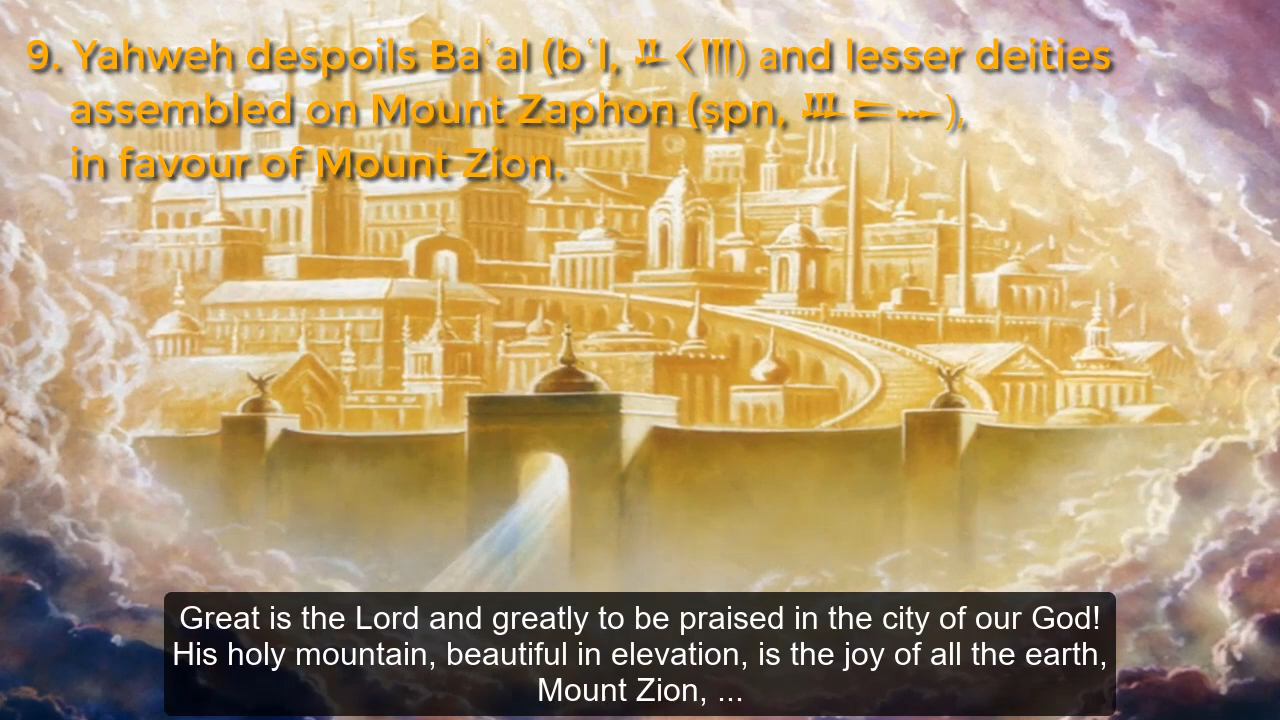 9. Yahweh despoils Baʿal (bʿl, 𐎁𐎓𐎍) and lesser deities
assembled on Mount Zaphon (ṣpn, 𐎕𐎔𐎐),
in favour of Mount Zion.
Great is the Lord and greatly to be praised in the city of our God!
His holy mountain, beautiful in elevation, is the joy of all the earth,
Mount Zion, ...